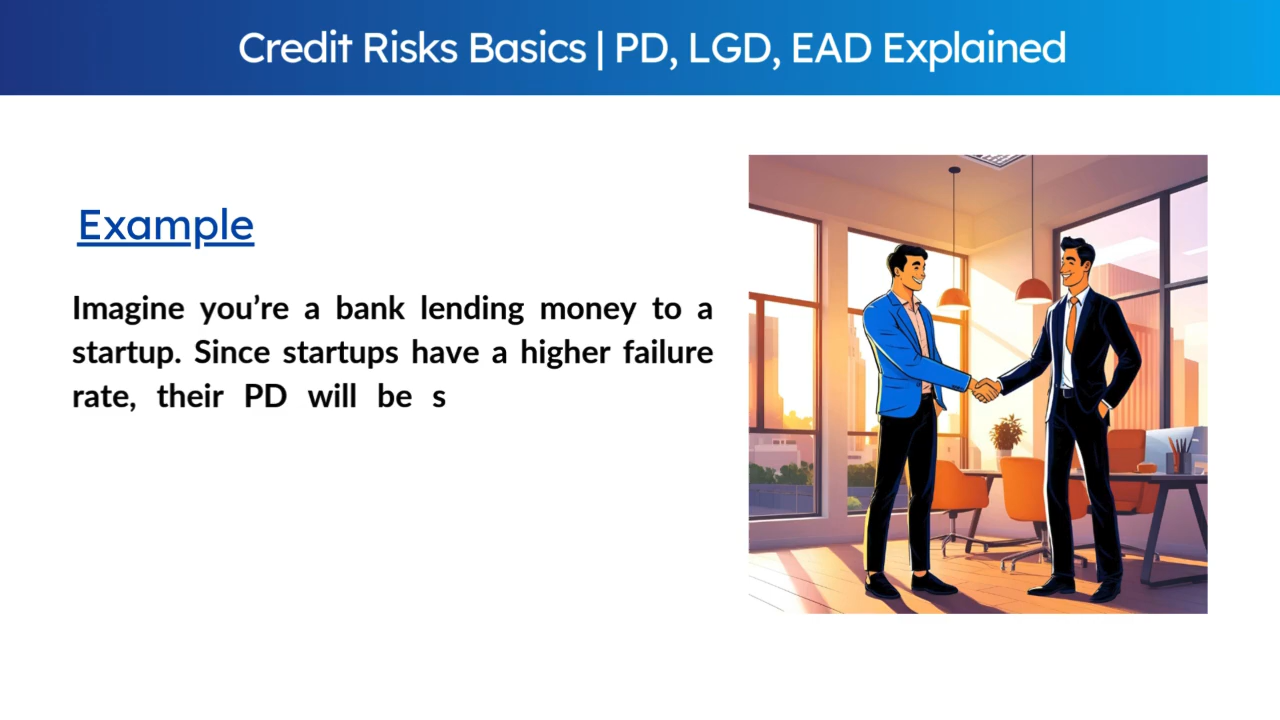 Credit Risks Basics | PD, LGD, EAD Explained
Example
Imagine you’re a bank lending money to a
startup. Since startups have a higher failure
rate, their PD will be s